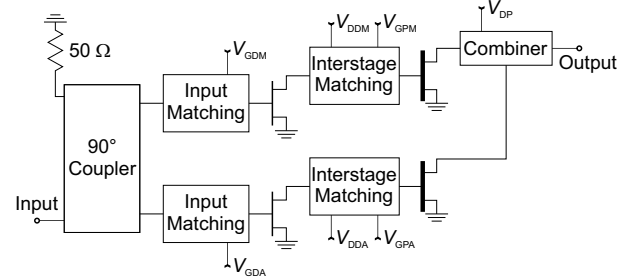 50 Ω
V_GDM
V_DDM
V_GPM
V_DP
Input
Matching
Interstage
Matching
Combiner
Output
90°
Coupler
Input
Input
Matching
Interstage
Matching
V_GDA
V_DDA
V_GPA